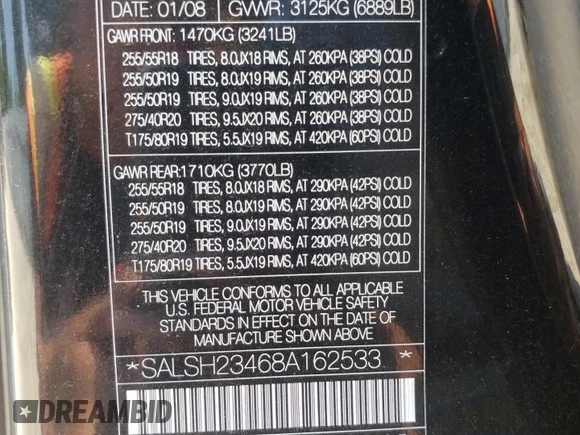 DATE: 01/08 GVWR: 3125KG (6889LB)
GAWR FRONT: 1470KG (3241LB)
255/55R18 TIRES, 8.0JX18 RIMS, AT 260KPA (38PSI) COLD
255/50R19 TIRES, 8.0JX19 RIMS, AT 260KPA (38PSI) COLD
255/50R19 TIRES, 9.0JX19 RIMS, AT 260KPA (38PSI) COLD
275/40R20 TIRES, 9.5JX20 RIMS, AT 260KPA (38PSI) COLD
T175/80R19 TIRES, 5.5JX19 RIMS, AT 420KPA (60PSI) COLD
GAWR REAR:1710KG (3770LB)
255/55R18 TIRES, 8.0JX18 RIMS, AT 290KPA (42PSI) COLD
255/50R19 TIRES, 8.0JX19 RIMS, AT 290KPA (42PSI) COLD
255/50R19 TIRES, 9.0JX19 RIMS, AT 290KPA (42PSI) COLD
275/40R20 TIRES, 9.5JX20 RIMS, AT 290KPA (42PSI) COLD
T175/80R19 TIRES, 5.5JX19 RIMS, AT 420KPA (60PSI) COLD
THIS VEHICLE CONFORMS TO ALL APPLICABLE
U.S. FEDERAL MOTOR VEHICLE SAFETY
STANDARDS IN EFFECT ON THE DATE OF
MANUFACTURE SHOWN ABOVE
*SALSH23468A162533 *
DREAMBID